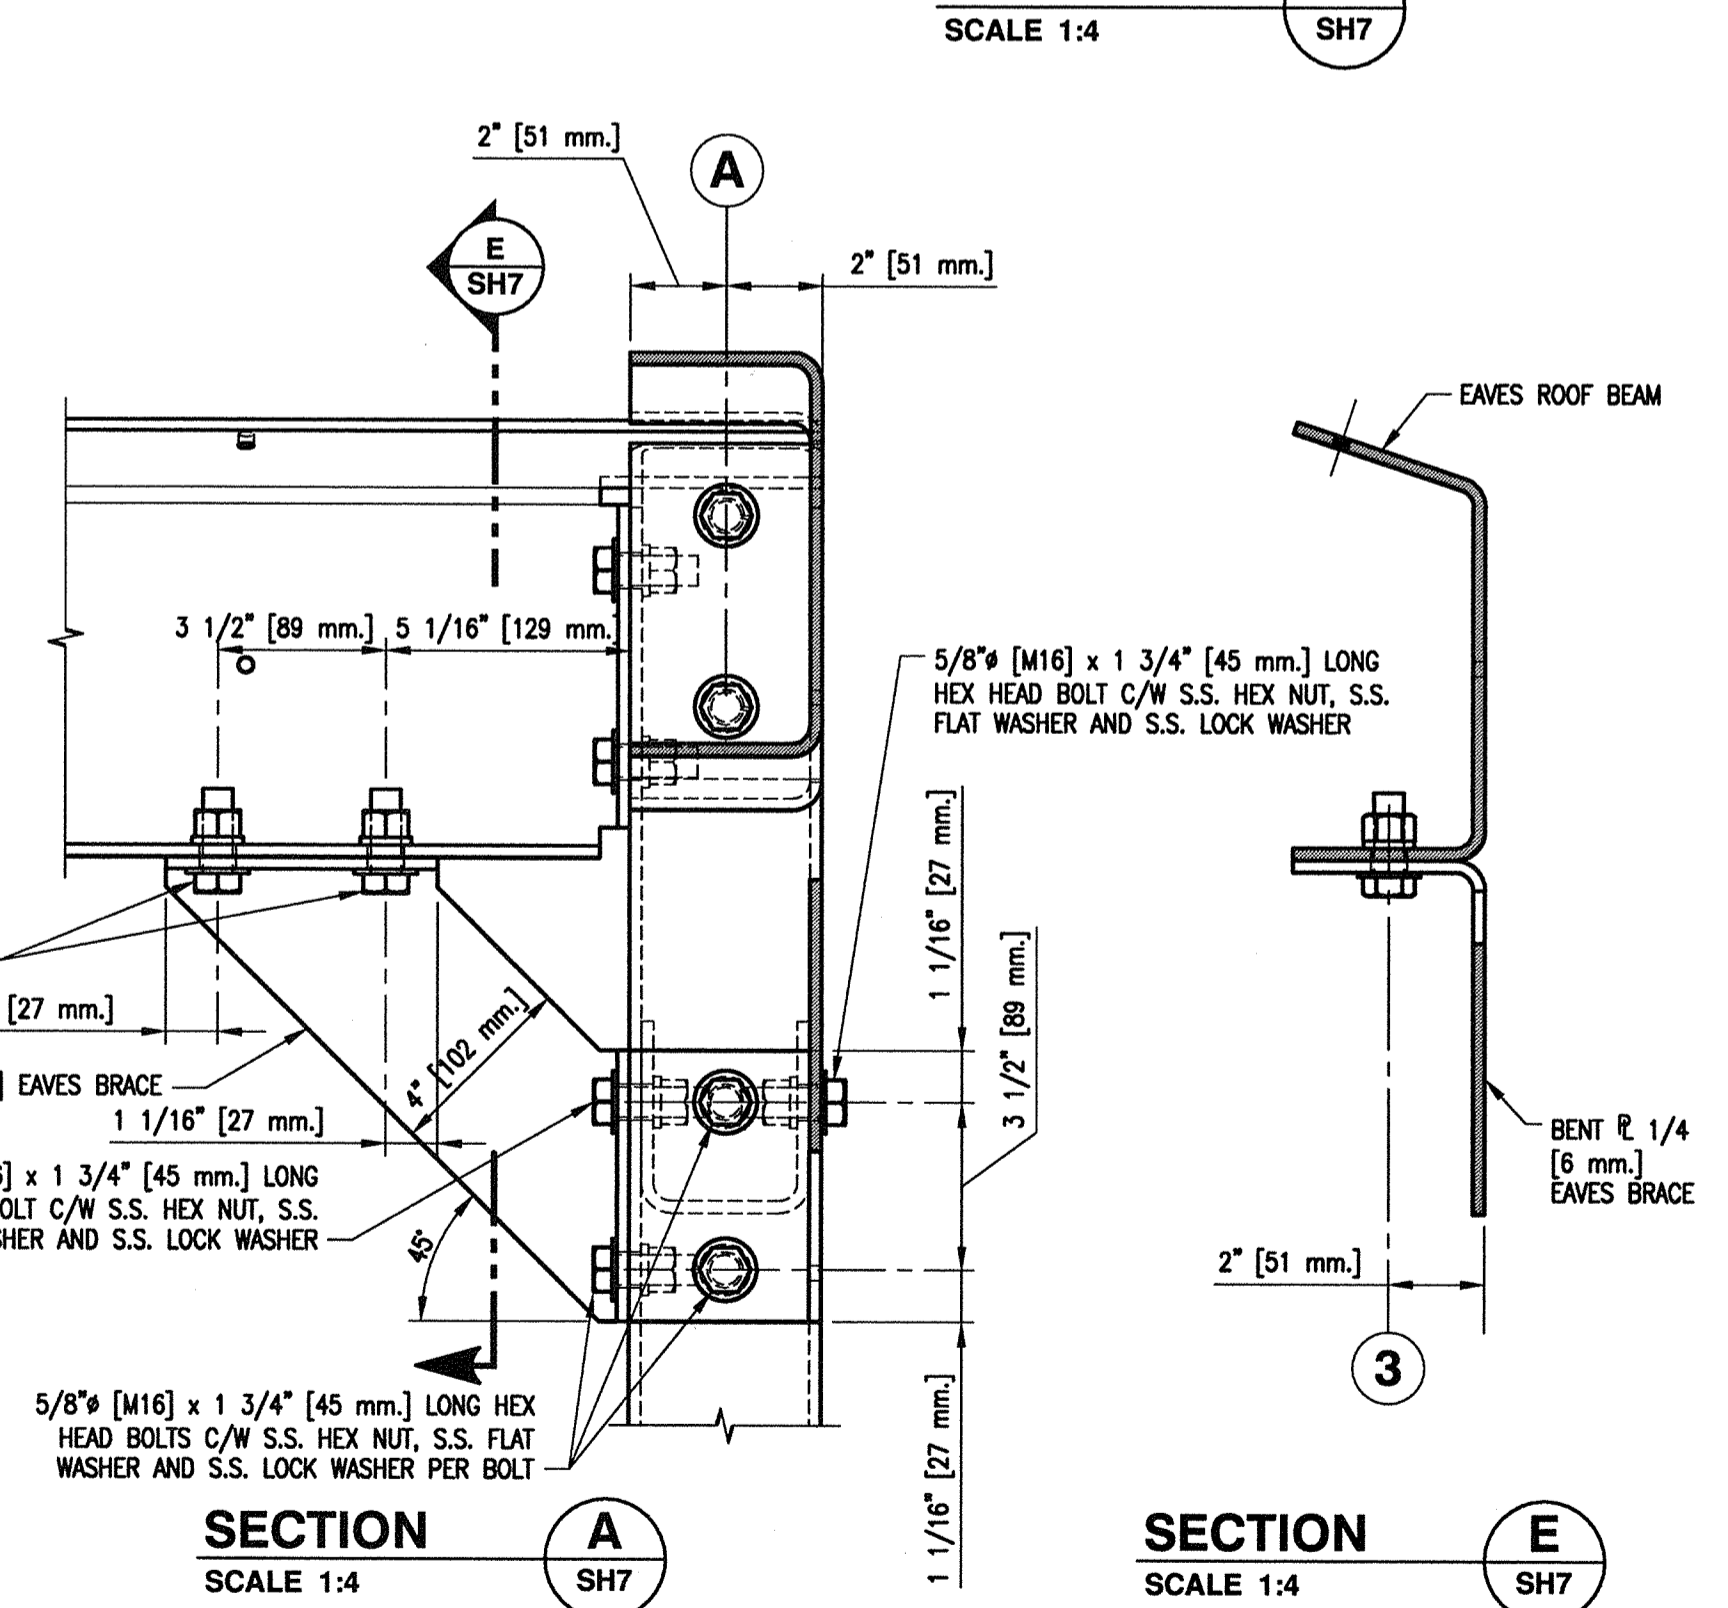 SCALE 1:4
SH7
2" [51 mm.]
A
E
SH7
2" [51 mm.]
EAVES ROOF BEAM
3 1/2" [89 mm.]
5 1/16" [129 mm.
5/8"ø [M16] x 1 3/4" [45 mm.] LONG
HEX HEAD BOLT C/W S.S. HEX NUT, S.S.
FLAT WASHER AND S.S. LOCK WASHER
1 1/16" [27 mm.]
3 1/2" [89 mm.]
[27 mm.]
4" [102 mm.]
] EAVES BRACE
1 1/16" [27 mm.]
] x 1 3/4" [45 mm.] LONG
OLT C/W S.S. HEX NUT, S.S.
HER AND S.S. LOCK WASHER
45°
BENT ℄ 1/4
[6 mm.]
EAVES BRACE
2" [51 mm.]
3
5/8"ø [M16] x 1 3/4" [45 mm.] LONG HEX
HEAD BOLTS C/W S.S. HEX NUT, S.S. FLAT
WASHER AND S.S. LOCK WASHER PER BOLT
1 1/16" [27 mm.]
SECTION
A
SCALE 1:4
SH7
SECTION
E
SCALE 1:4
SH7